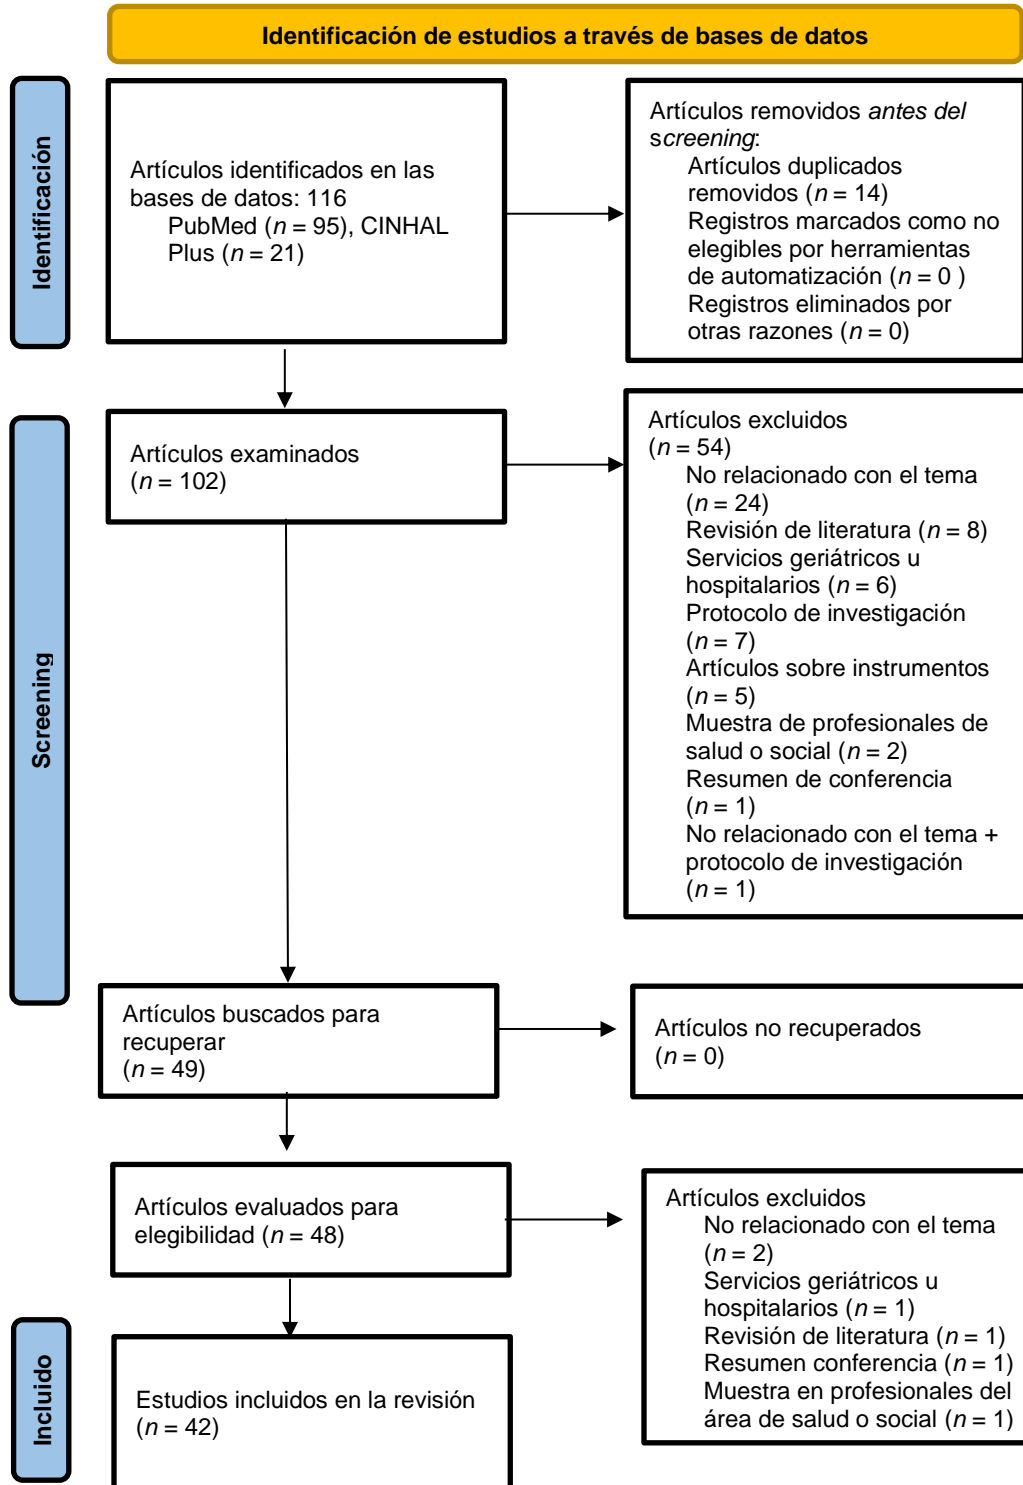 Identificación de estudios a través de bases de datos
Identificación
Artículos identificados en las
bases de datos: 116
PubMed (n = 95), CINHAL
Plus (n = 21)
Artículos removidos antes del
screening:
Artículos duplicados
removidos (n = 14)
Registros marcados como no
elegibles por herramientas
de automatización (n = 0 )
Registros eliminados por
otras razones (n = 0)
Screening
Artículos examinados
(n = 102)
Artículos excluidos
(n = 54)
No relacionado con el tema
(n = 24)
Revisión de literatura (n = 8)
Servicios geriátricos u
hospitalarios (n = 6)
Protocolo de investigación
(n = 7)
Artículos sobre instrumentos
(n = 5)
Muestra de profesionales de
salud o social (n = 2)
Resumen de conferencia
(n = 1)
No relacionado con el tema +
protocolo de investigación
(n = 1)
Artículos buscados para
recuperar
(n = 49)
Artículos no recuperados
(n = 0)
Artículos evaluados para
elegibilidad (n = 48)
Artículos excluidos
No relacionado con el tema
(n = 2)
Servicios geriátricos u
hospitalarios (n = 1)
Revisión de literatura (n = 1)
Resumen conferencia (n = 1)
Muestra en profesionales del
área de salud o social (n = 1)
Incluido
Estudios incluidos en la revisión
(n = 42)